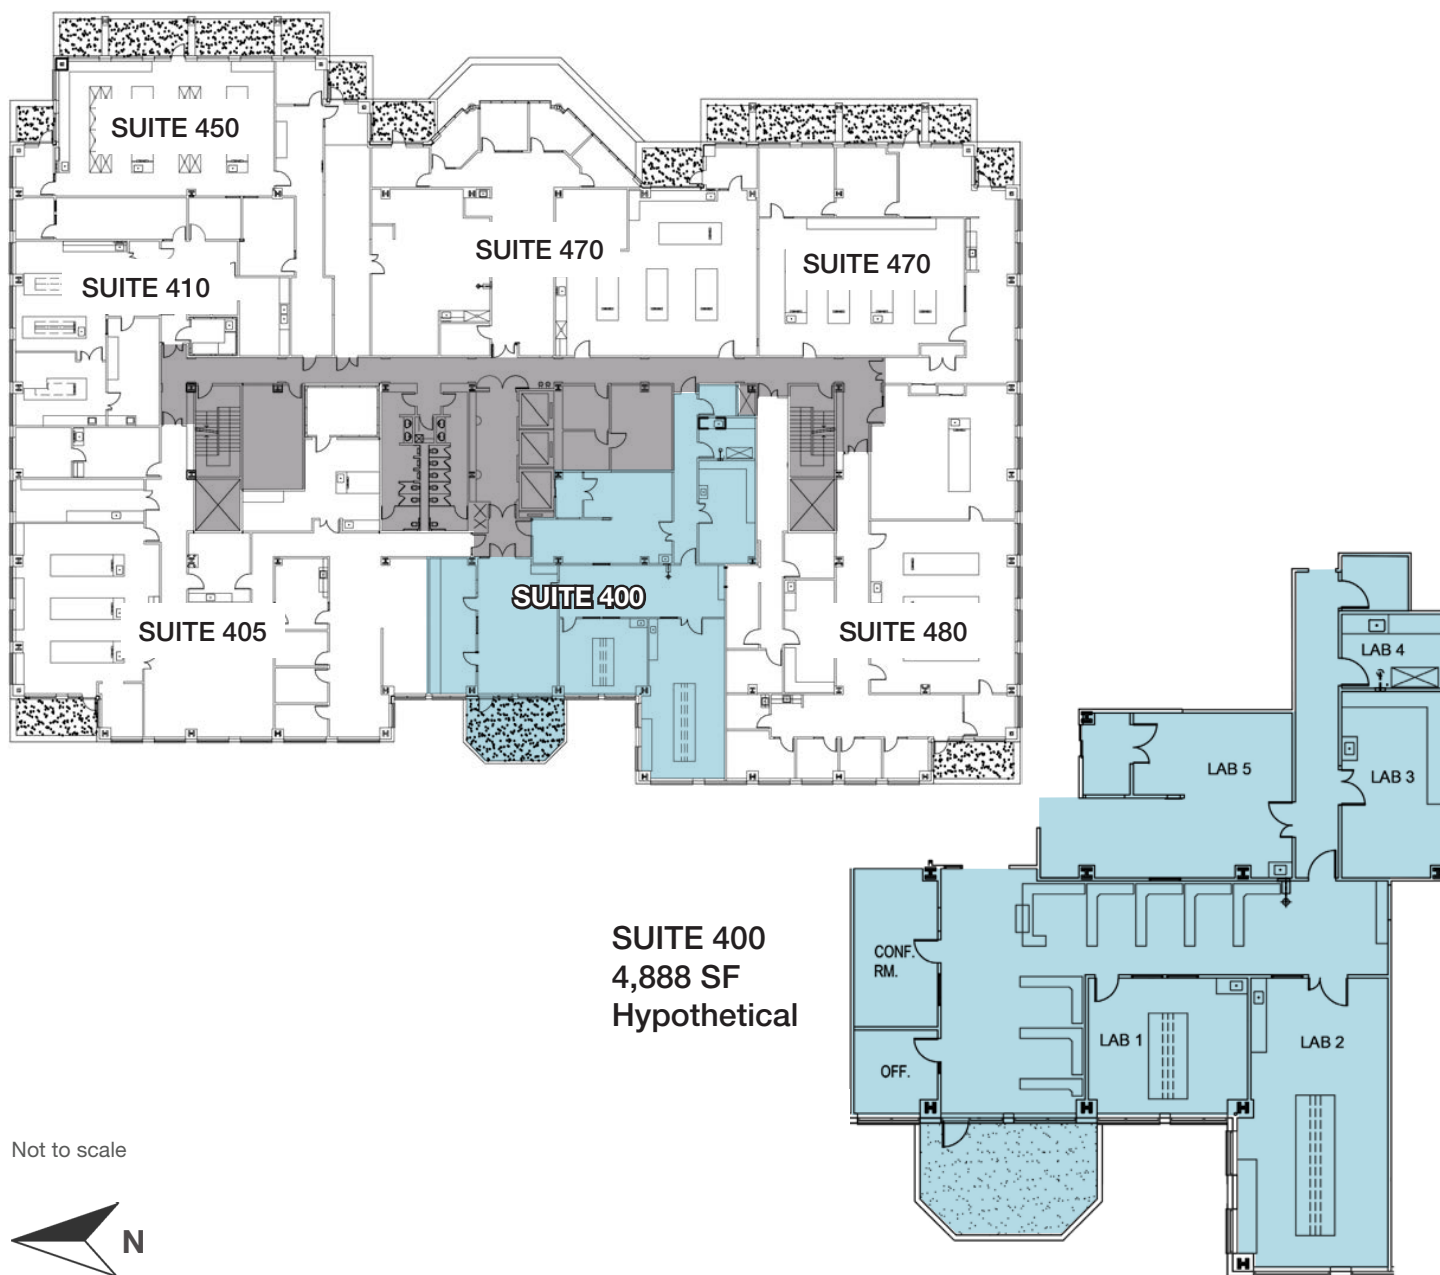 SUITE 450
SUITE 470
SUITE 470
SUITE 410
SUITE 400
SUITE 405
SUITE 480
LAB 4
LAB 5
LAB 3
SUITE 400
4,888 SF
Hypothetical
CONF.
RM.
OFF.
LAB 1
LAB 2
Not to scale
N